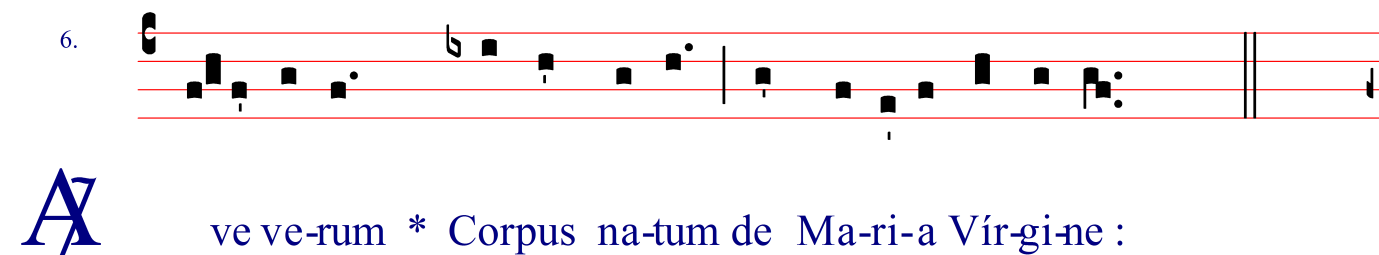 6.
Ave ve-rum * Corpus na-tum de Ma-ri-a Vír-gi-ne :